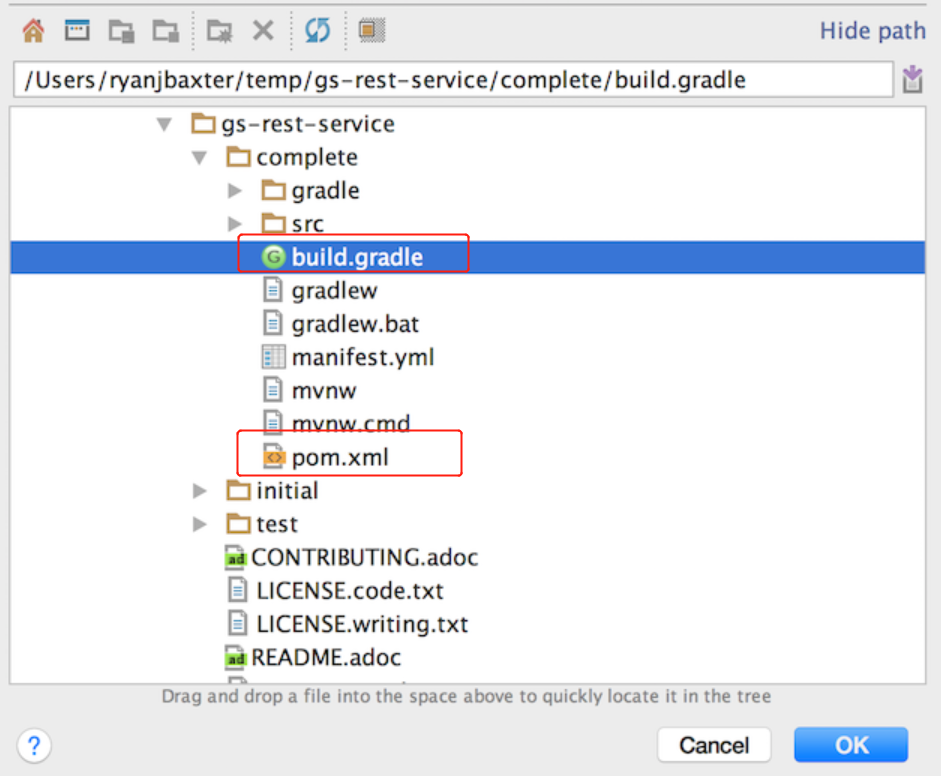 Hide path
/Users/ryanjbaxter/temp/gs-rest-service/complete/build.gradle
gs-rest-service
complete
gradle
src
G build.gradle
gradlew
gradlew.bat
manifest.yml
mvnw
mvnw.cmd
pom.xml
initial
test
ad CONTRIBUTING.adoc
LICENSE.code.txt
LICENSE.writing.txt
ad README.adoc
Drag and drop a file into the space above to quickly locate it in the tree
? Cancel OK